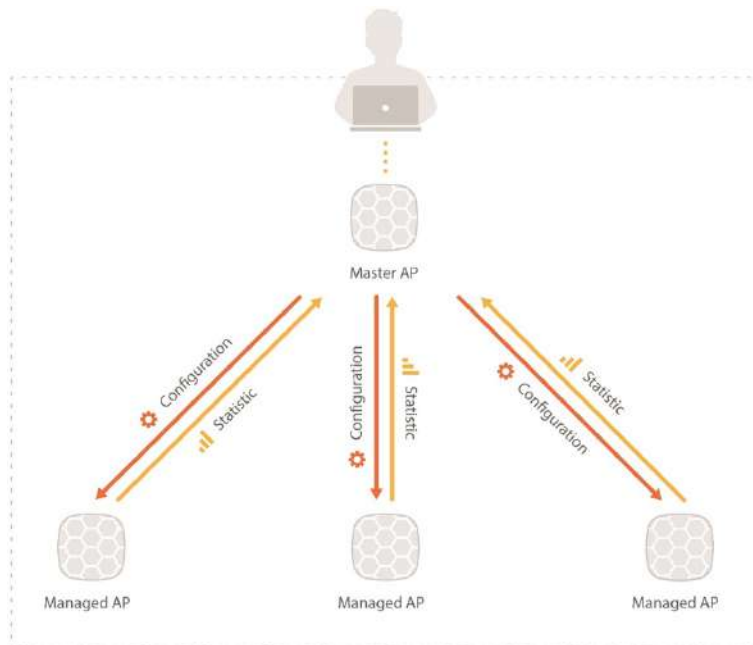 Master AP
Configuration
Statistic
Configuration
Statistic
Statistic
Configuration
Managed AP
Managed AP
Managed AP